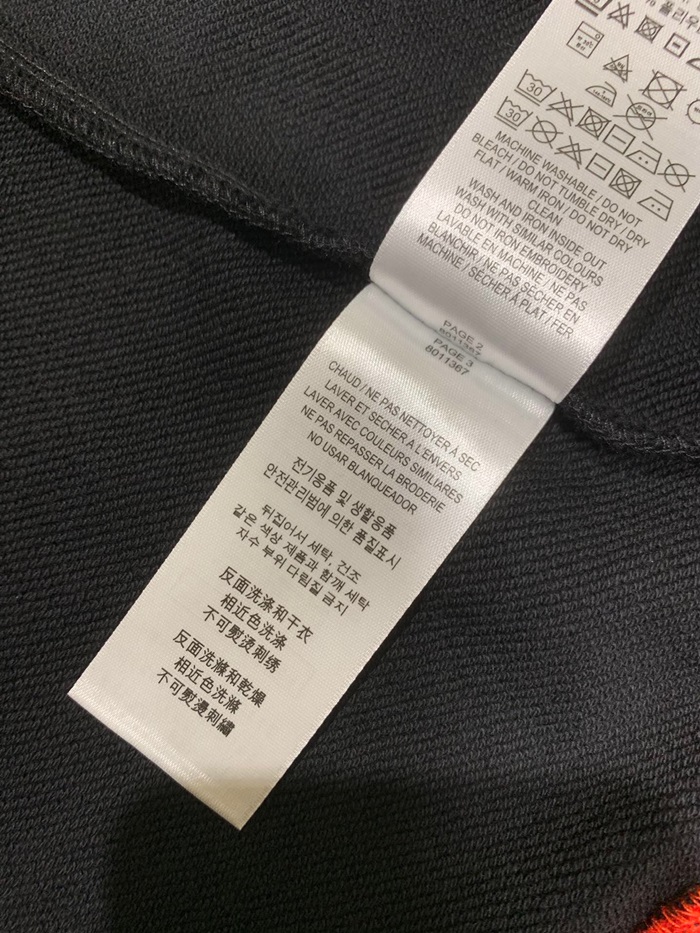 % 폴리우
30
30
MACHINE WASHABLE / DO NOT
BLEACH / DO NOT TUMBLE DRY / DRY
FLAT / WARM IRON / DO NOT DRY
CLEAN
WASH AND IRON INSIDE OUT
WASH WITH SIMILAR COLOURS
DO NOT IRON EMBROIDERY
LAVABLE EN MACHINE / NE PAS
BLANCHIR / NE PAS SÉCHER EN
MACHINE / SÉCHER À PLAT / FER
PAGE 2
8011367
PAGE 3
8011367
CHAUD / NE PAS NETTOYER À SEC
LAVER ET SECHER A L'ENVERS
LAVER AVEC COULEURS SIMILIARES
NE PAS REPASSER LA BRODERIE
NO USAR BLANQUEADOR
전기용품 및 생활용품
안전관리법에 의한 품질표시
뒤집어서 세탁, 건조
같은 색상 제품과 함께 세탁
자수 부위 다림질 금지
反面洗涤和干衣
相近色洗涤
不可熨烫刺绣
反面洗滌和乾燥
相近色洗滌
不可熨燙刺繡